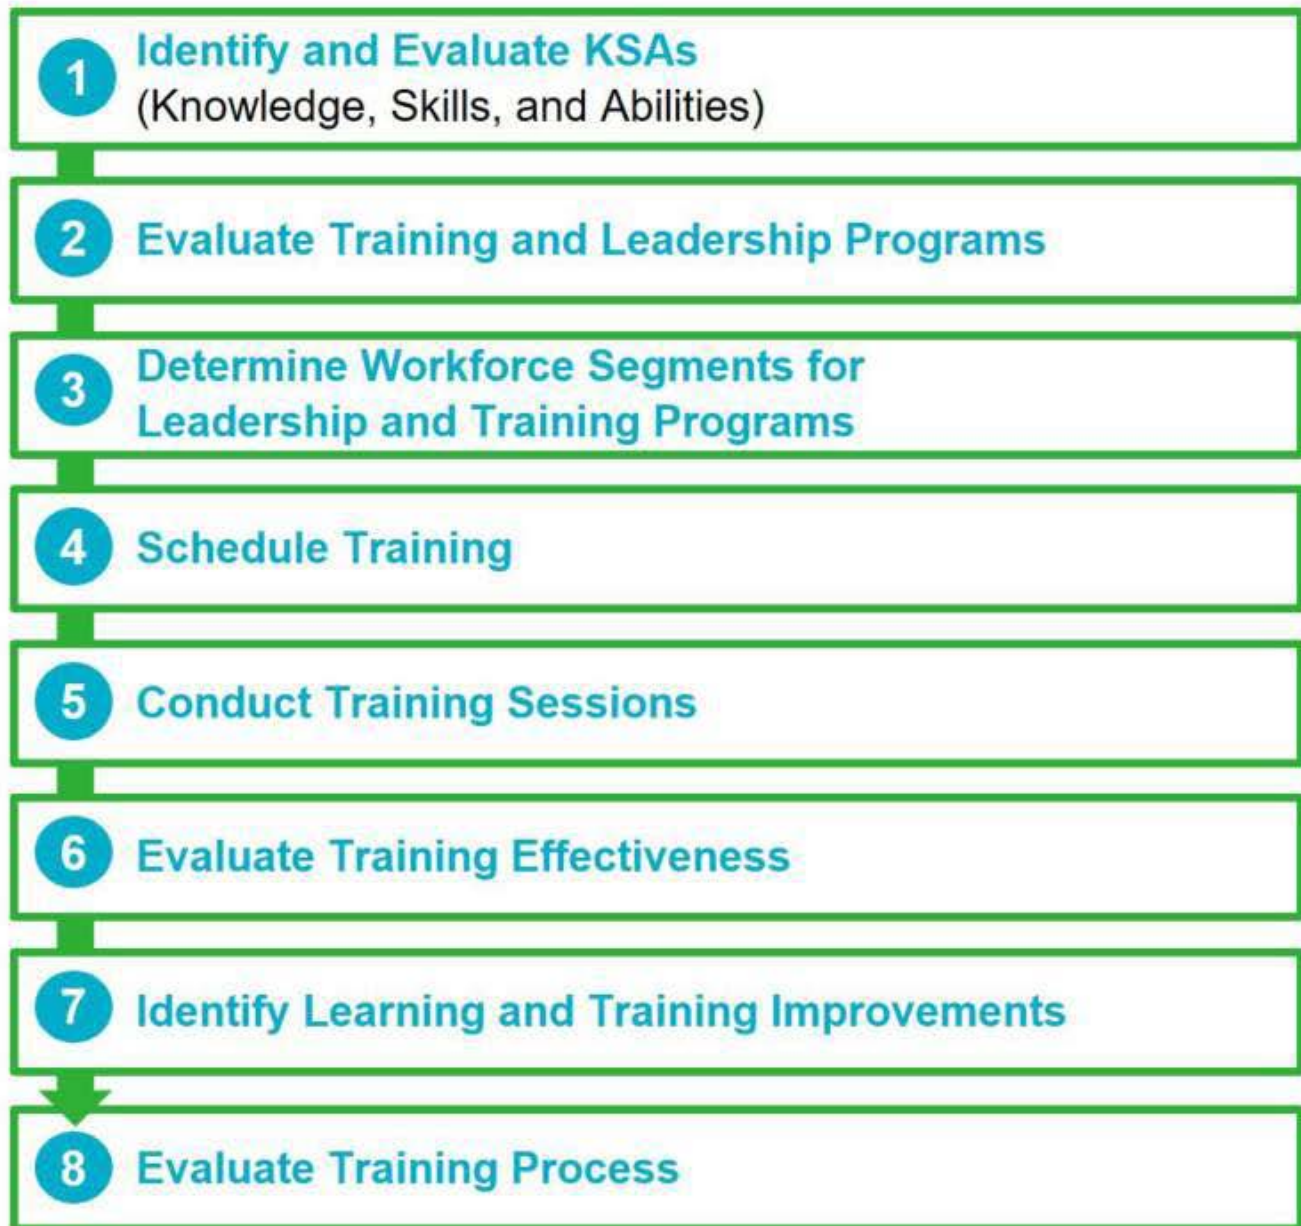 1
Identify and Evaluate KSAs
(Knowledge, Skills, and Abilities)
2
Evaluate Training and Leadership Programs
3
Determine Workforce Segments for
Leadership and Training Programs
4
Schedule Training
5
Conduct Training Sessions
6
Evaluate Training Effectiveness
7
Identify Learning and Training Improvements
8
Evaluate Training Process